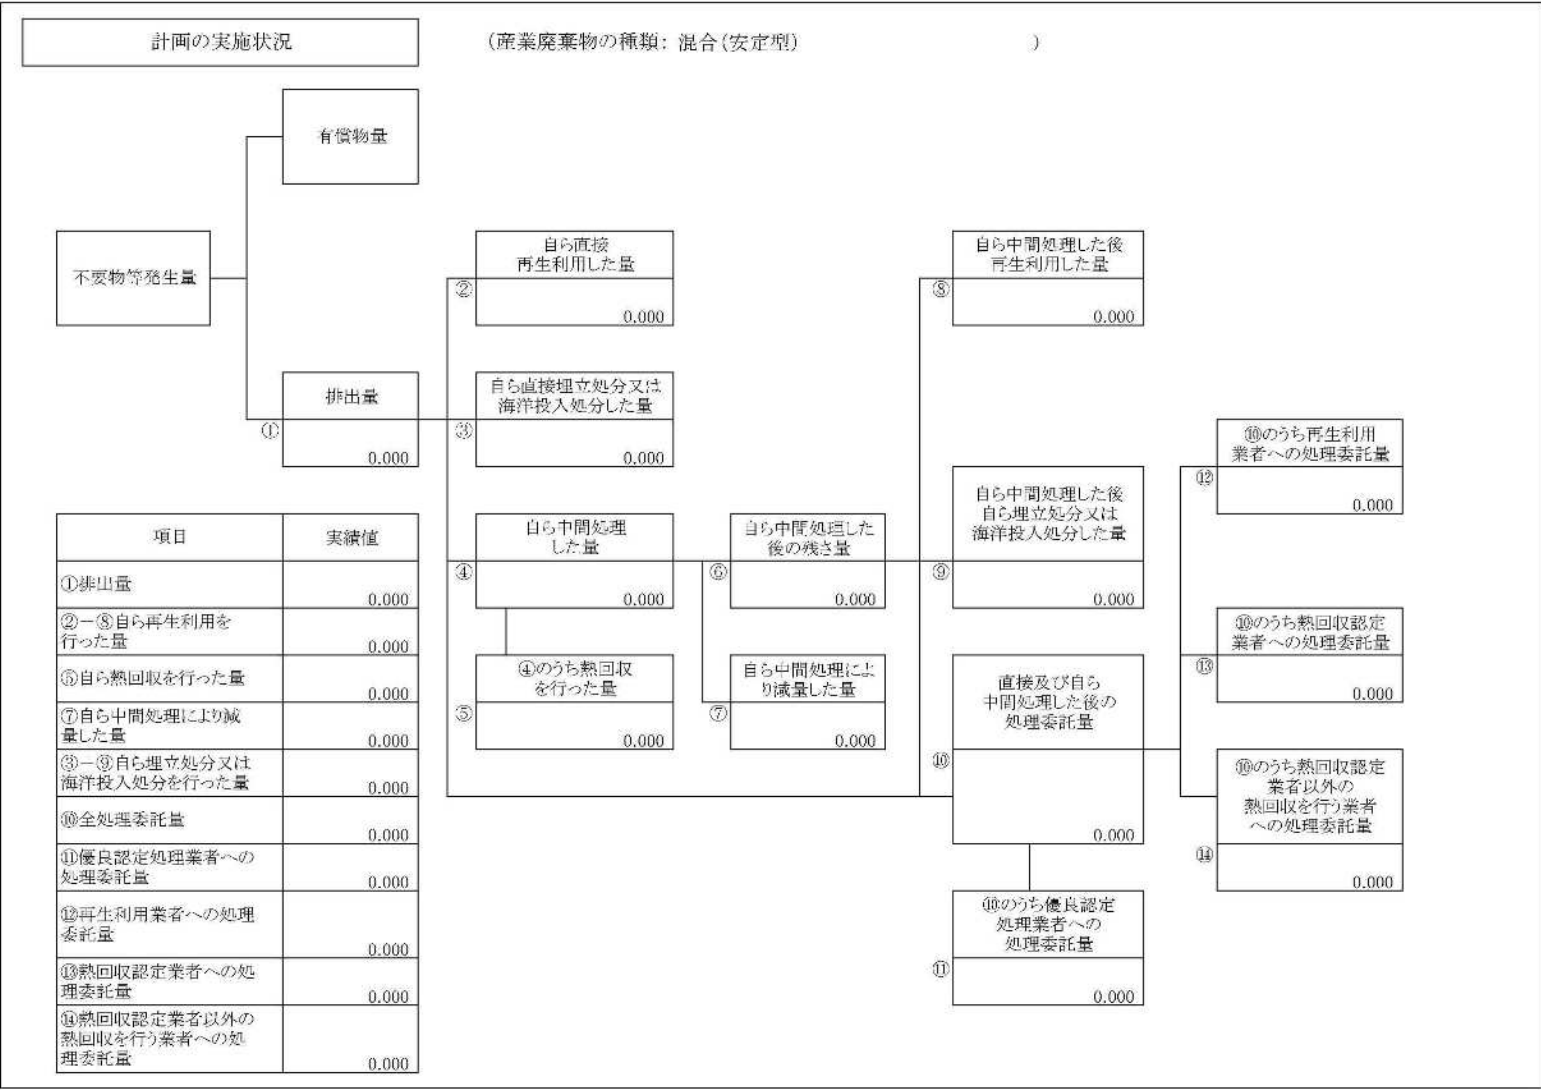 計画の実施状況
(産業廃棄物の種類: 混合(安定型) )
有償物量
不要物等発生量
自ら直接
再生利用した量
②
0.000
自ら中間処理した後
再生利用した量
⑧
0.000
排出量
①
0.000
自ら直接埋立処分又は
海洋投入処分した量
③
0.000
⑩のうち再生利用
業者への処理委託量
⑫
0.000
自ら中間処理
した量
④
0.000
自ら中間処理した
後の残さ量
⑥
0.000
自ら中間処理した後
自ら埋立処分又は
海洋投入処分した量
⑨
0.000
⑩のうち熱回収認定
業者への処理委託量
⑬
0.000
④のうち熱回収
を行った量
⑤
0.000
自ら中間処理によ
り減量した量
⑦
0.000
直接及び自ら
中間処理した後の
処理委託量
⑩
0.000
⑩のうち熱回収認定
業者以外の
熱回収を行う業者
への処理委託量
⑭
0.000
⑩のうち優良認定
処理業者への
処理委託量
⑪
0.000
項目 実績値
①排出量
0.000
②-⑧自ら再生利用を
行った量
0.000
⑤自ら熱回収を行った量
0.000
⑦自ら中間処理により減
量した量
0.000
③-⑨自ら埋立処分又は
海洋投入処分を行った量
0.000
⑩全処理委託量
0.000
⑪優良認定処理業者への
処理委託量
0.000
⑫再生利用業者への処理
委託量
0.000
⑬熱回収認定業者への処
理委託量
0.000
⑭熱回収認定業者以外の
熱回収を行う業者への処
理委託量
0.000